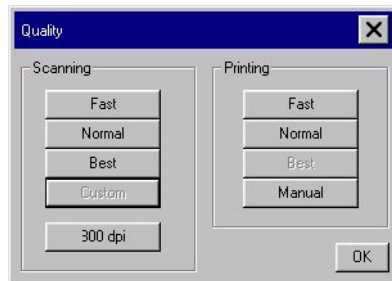 Quality
Scanning
Fast
Normal
Best
Custom
300 dpi
Printing
Fast
Normal
Best
Manual
OK